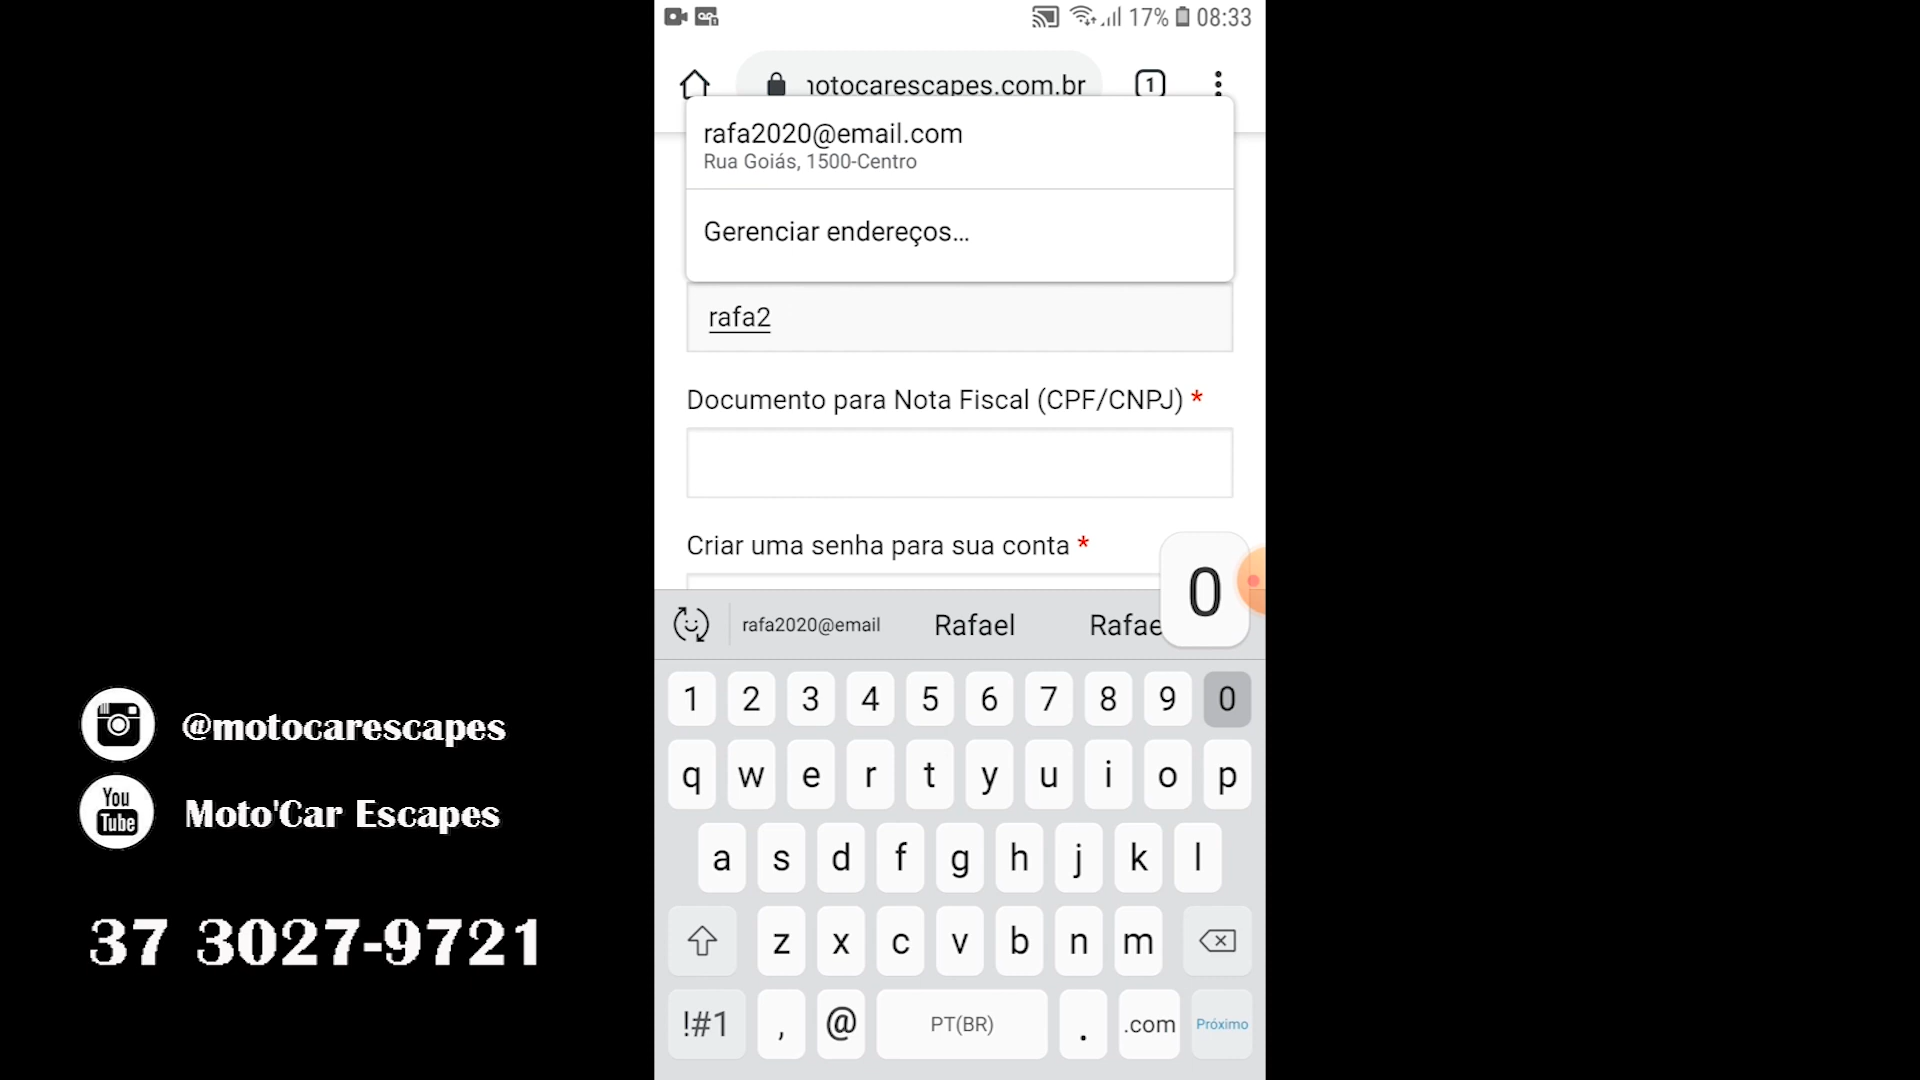 17% 08:33
notocarescapes.com.br
1
rafa2020@email.com
Rua Goiás, 1500-Centro
Gerenciar endereços...
rafa2
Documento para Nota Fiscal (CPF/CNPJ) *
Criar uma senha para sua conta *
0
rafa2020@email Rafael Rafae
1 2 3 4 5 6 7 8 9 0
q w e r t y u i o p
a s d f g h j k l
z x c v b n m
!#1 , @ PT(BR) . .com Próximo
@motocarescapes
You Tube Moto'Car Escapes
37 3027-9721